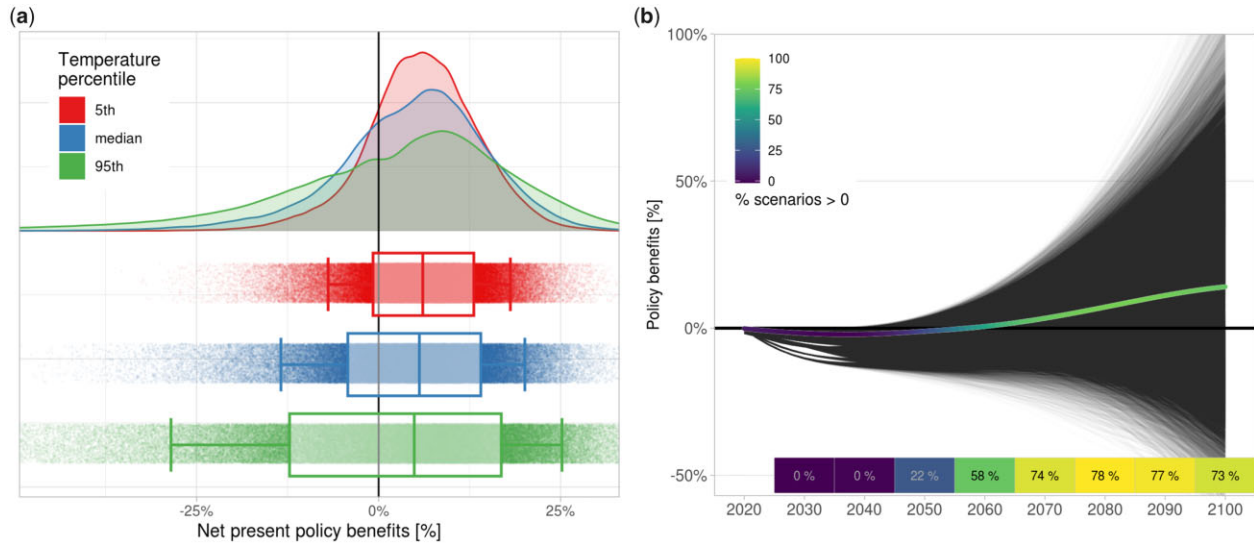 (a)
Temperature
percentile
5th
median
95th
-25%
0%
25%
Net present policy benefits [%]
(b)
100%
50%
0%
-50%
Policy benefits [%]
100
75
50
25
0
% scenarios > 0
0 % 0 % 22 % 58 % 74 % 78 % 77 % 73 %
2020 2030 2040 2050 2060 2070 2080 2090 2100